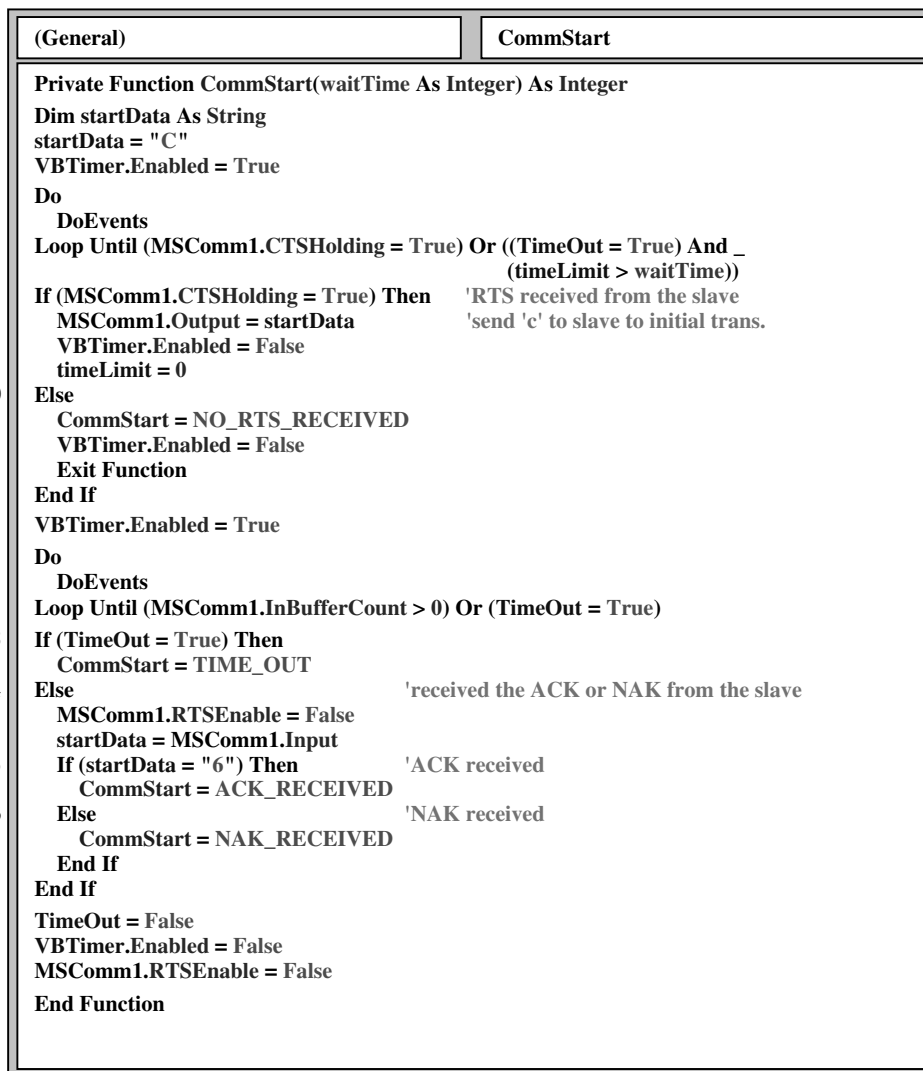 (General) CommStart
Private Function CommStart(waitTime As Integer) As Integer
Dim startData As String
startData = "C"
VBTimer.Enabled = True
Do
DoEvents
Loop Until (MSComm1.CTSHolding = True) Or ((TimeOut = True) And _
(timeLimit > waitTime))
If (MSComm1.CTSHolding = True) Then 'RTS received from the slave
MSComm1.Output = startData 'send 'c' to slave to initial trans.
VBTimer.Enabled = False
timeLimit = 0
Else
CommStart = NO_RTS_RECEIVED
VBTimer.Enabled = False
Exit Function
End If
VBTimer.Enabled = True
Do
DoEvents
Loop Until (MSComm1.InBufferCount > 0) Or (TimeOut = True)
If (TimeOut = True) Then
CommStart = TIME_OUT
Else 'received the ACK or NAK from the slave
MSComm1.RTSEnable = False
startData = MSComm1.Input
If (startData = "6") Then 'ACK received
CommStart = ACK_RECEIVED
Else 'NAK received
CommStart = NAK_RECEIVED
End If
End If
TimeOut = False
VBTimer.Enabled = False
MSComm1.RTSEnable = False
End Function